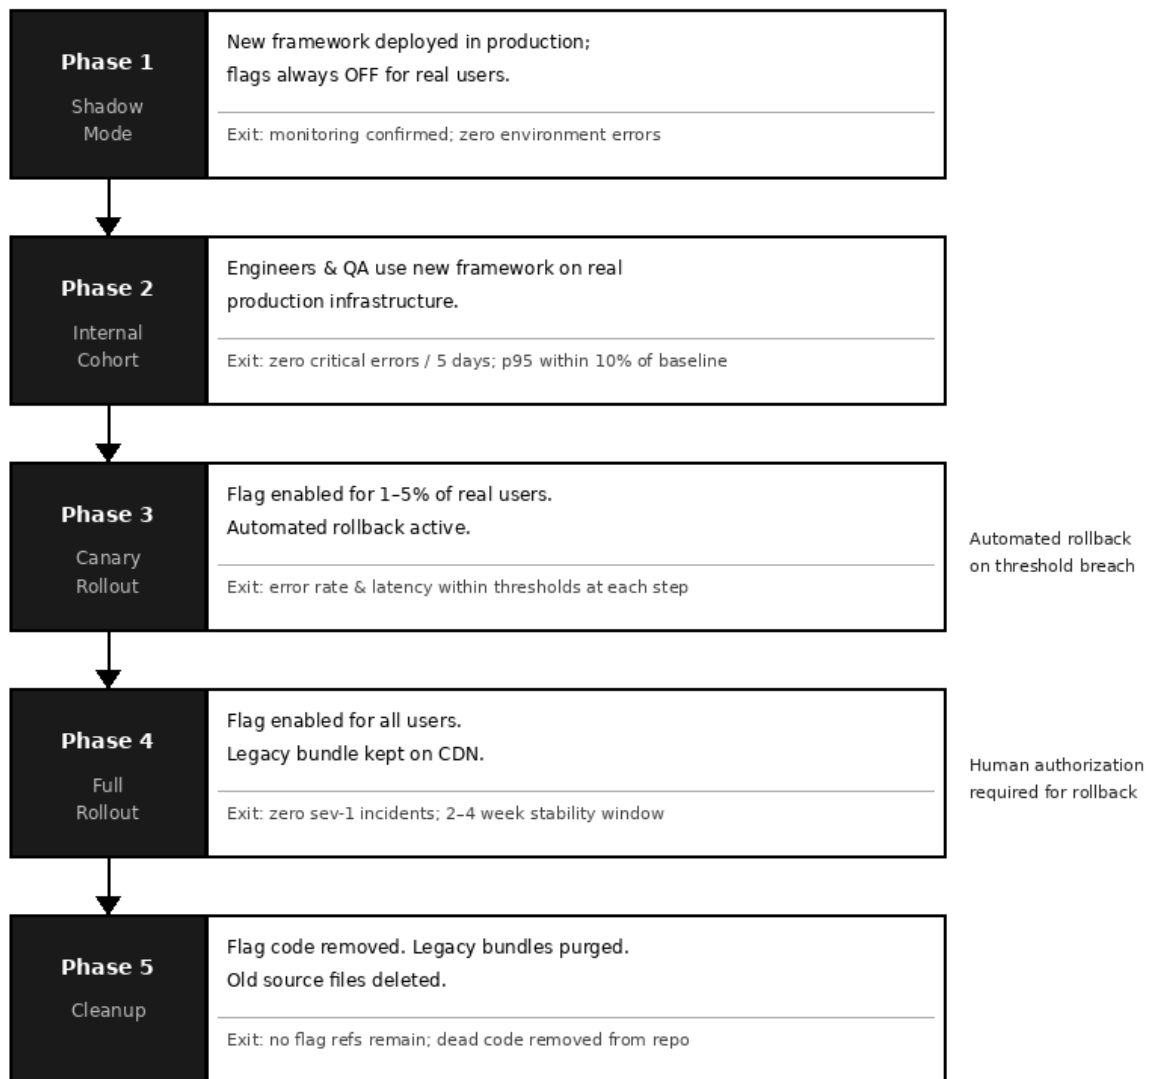 Phase 1
Shadow
Mode
New framework deployed in production;
flags always OFF for real users.
Exit: monitoring confirmed; zero environment errors
Phase 2
Internal
Cohort
Engineers & QA use new framework on real
production infrastructure.
Exit: zero critical errors / 5 days; p95 within 10% of baseline
Phase 3
Canary
Rollout
Flag enabled for 1–5% of real users.
Automated rollback active.
Exit: error rate & latency within thresholds at each step
Automated rollback
on threshold breach
Phase 4
Full
Rollout
Flag enabled for all users.
Legacy bundle kept on CDN.
Exit: zero sev-1 incidents; 2–4 week stability window
Human authorization
required for rollback
Phase 5
Cleanup
Flag code removed. Legacy bundles purged.
Old source files deleted.
Exit: no flag refs remain; dead code removed from repo